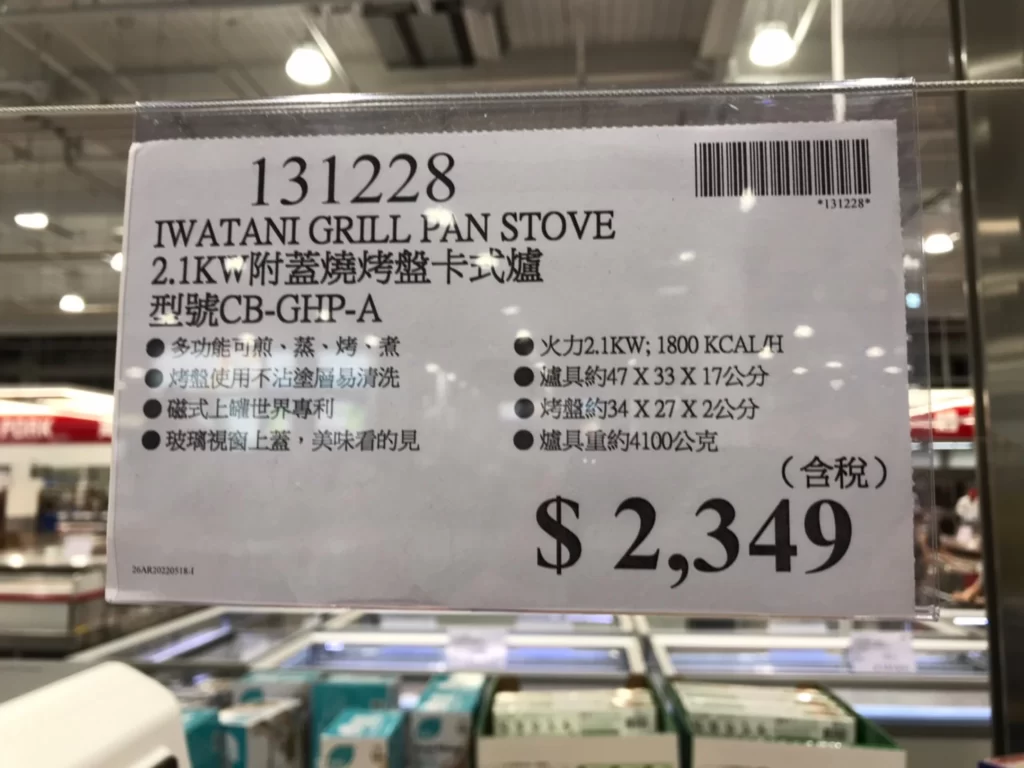 131228
*131228*
IWATANI GRILL PAN STOVE
2.1KW附蓋燒烤盤卡式爐
型號CB-GHP-A
● 多功能可煎、蒸、烤、煮
● 烤盤使用不沾塗層易清洗
● 磁式上罐世界專利
● 玻璃視窗上蓋，美味看的見
● 火力2.1KW; 1800 KCAL/H
● 爐具約47 X 33 X 17公分
● 烤盤約34 X 27 X 2公分
● 爐具重約4100公克
（含稅）
$ 2,349
26AR20220518-I